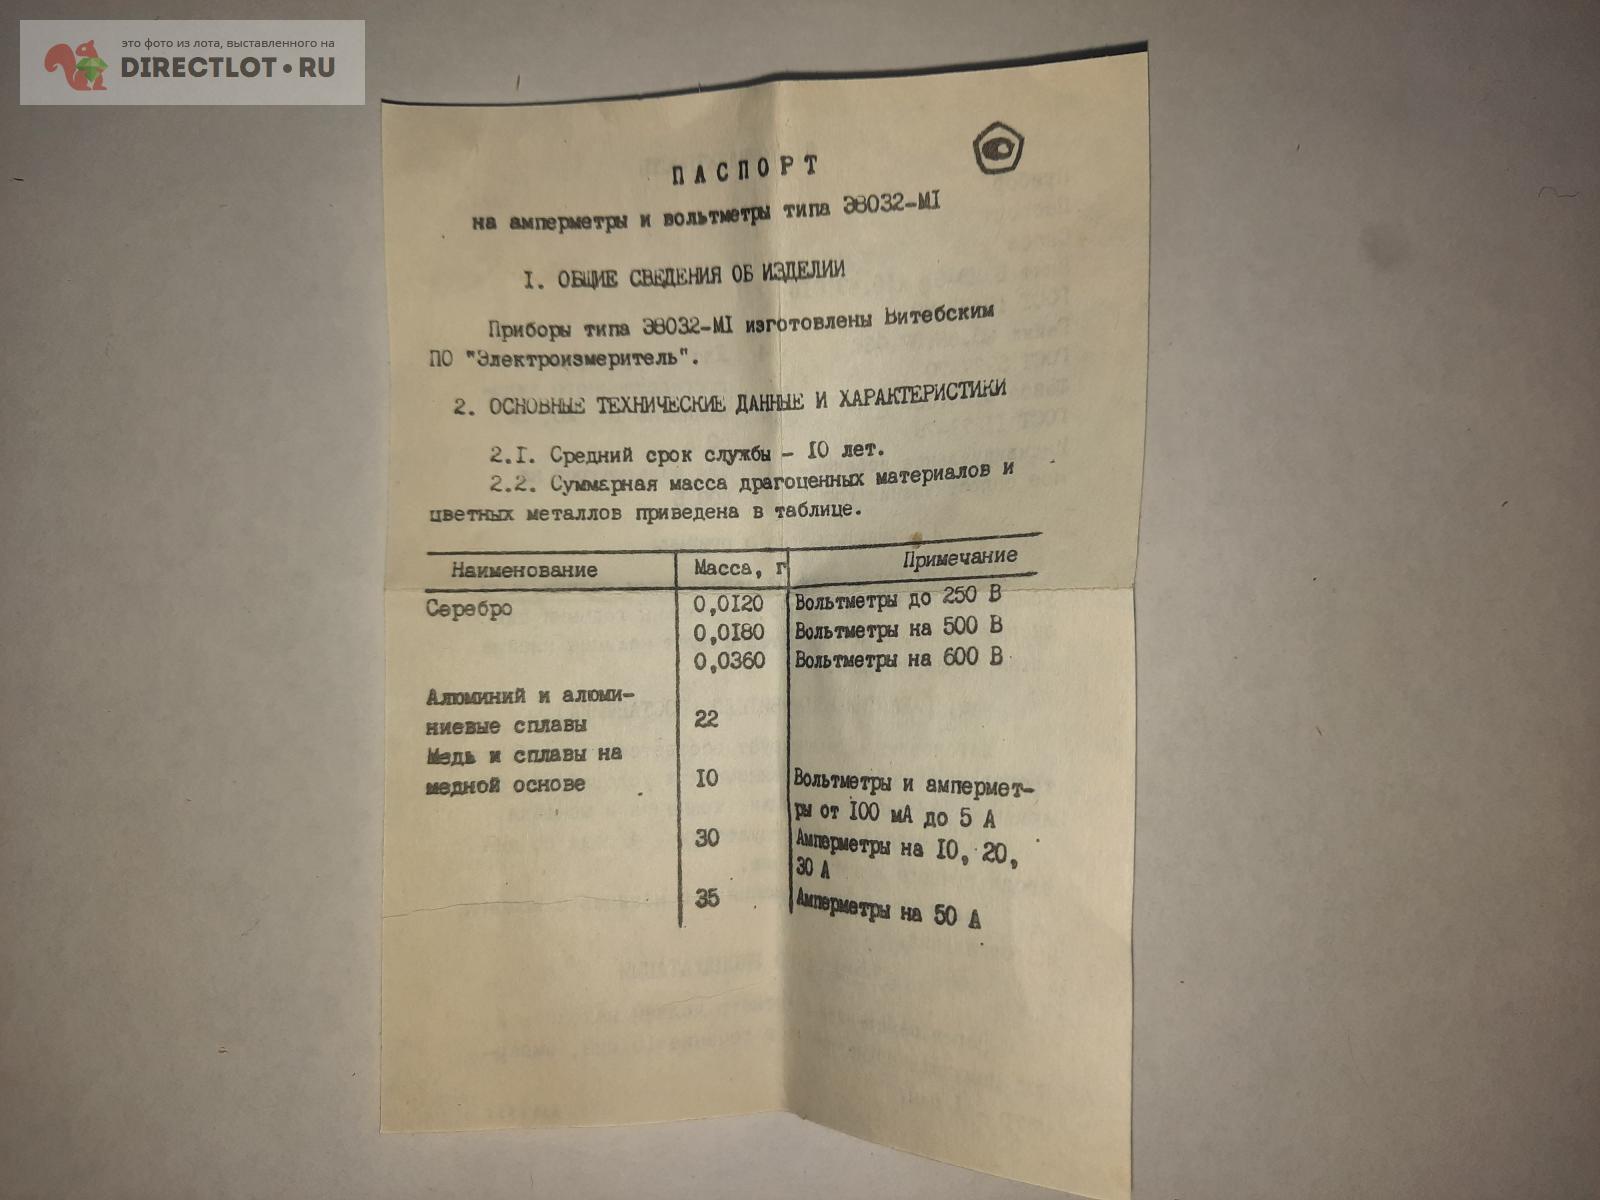 это фото из лота, выставленного на
DIRECTLOT•RU
ПАСПОРТ
на амперметры и вольтметры типа Э8032-МI
I. ОБЩИЕ СВЕДЕНИЯ ОБ ИЗДЕЛИИ
Приборы типа Э8032-МI изготовлены Витебским
ПО "Электроизмеритель".
2. ОСНОВНЫЕ ТЕХНИЧЕСКИЕ ДАННЫЕ И ХАРАКТЕРИСТИКИ
2.I. Средний срок службы - I0 лет.
2.2. Суммарная масса драгоценных материалов и
цветных металлов приведена в таблице.
Наименование Масса, г Примечание
Серебро 0,0I20 Вольтметры до 250 В
0,0I80 Вольтметры на 500 В
0,0360 Вольтметры на 600 В
Алюминий и алюми-
ниевые сплавы 22
Медь и сплавы на
медной основе I0 Вольтметры и ампермет-
ры от I00 мА до 5 А
30 Амперметры на I0, 20,
30 А
35 Амперметры на 50 А